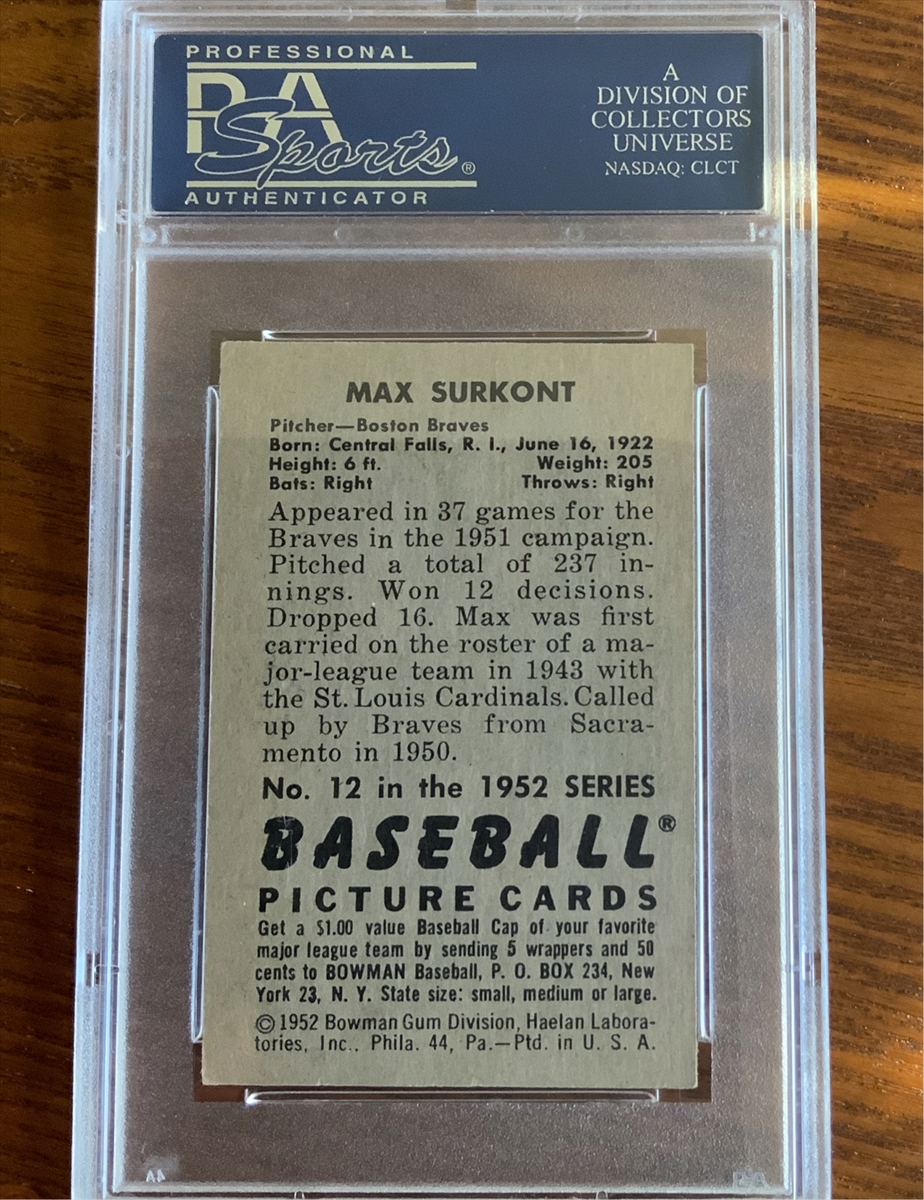 PROFESSIONAL
PSA
Sports®
AUTHENTICATOR
A
DIVISION OF
COLLECTORS
UNIVERSE
NASDAQ: CLCT
MAX SURKONT
Pitcher—Boston Braves
Born: Central Falls, R. I., June 16, 1922
Height: 6 ft. Weight: 205
Bats: Right Throws: Right
Appeared in 37 games for the
Braves in the 1951 campaign.
Pitched a total of 237 in-
nings. Won 12 decisions.
Dropped 16. Max was first
carried on the roster of a ma-
jor-league team in 1943 with
the St. Louis Cardinals. Called
up by Braves from Sacra-
mento in 1950.
No. 12 in the 1952 SERIES
BASEBALL®
PICTURE CARDS
Get a $1.00 value Baseball Cap of your favorite
major league team by sending 5 wrappers and 50
cents to BOWMAN Baseball, P. O. BOX 234, New
York 23, N. Y. State size: small, medium or large.
© 1952 Bowman Gum Division, Haelan Labora-
tories, Inc., Phila. 44, Pa.—Ptd. in U. S. A.